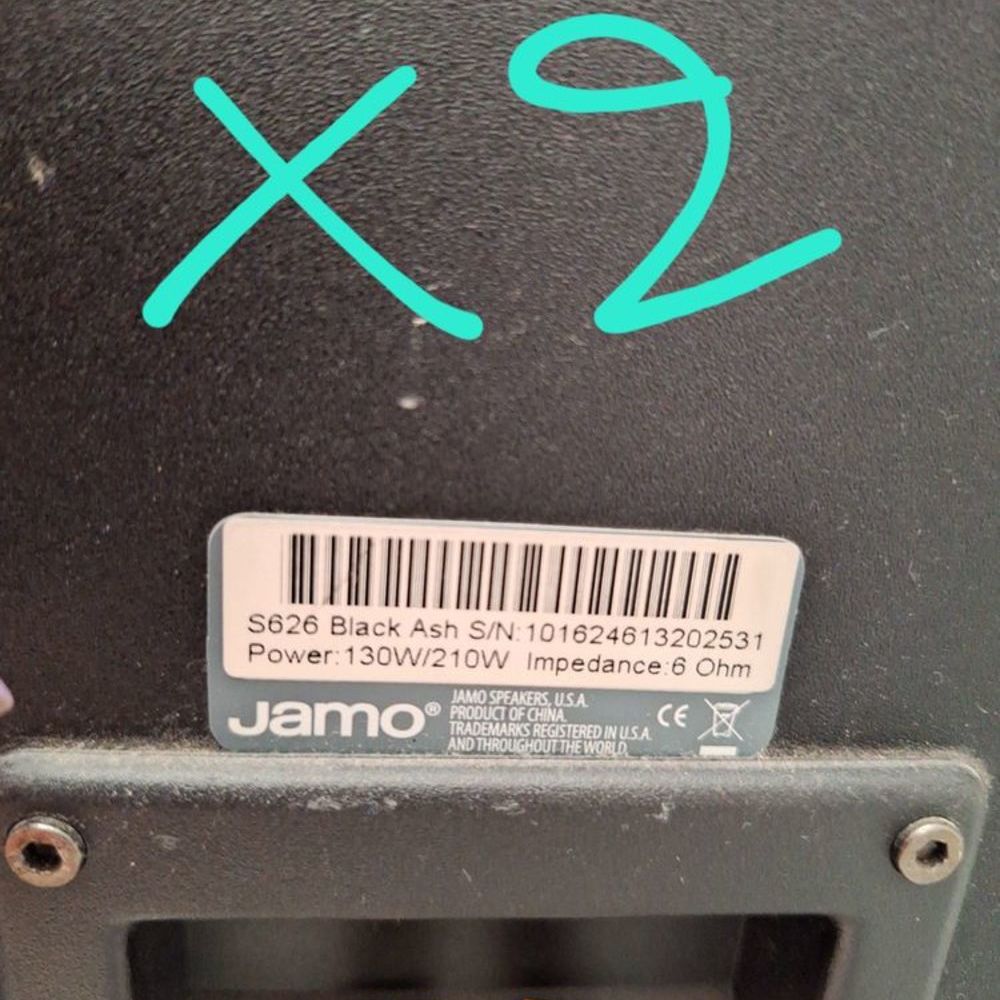 X2
S626 Black Ash S/N:101624613202531
Power:130W/210W Impedance:6 Ohm
Jamo®
JAMO SPEAKERS, U.S.A.
PRODUCT OF CHINA.
TRADEMARKS REGISTERED IN U.S.A.
AND THROUGHOUT THE WORLD.
CE